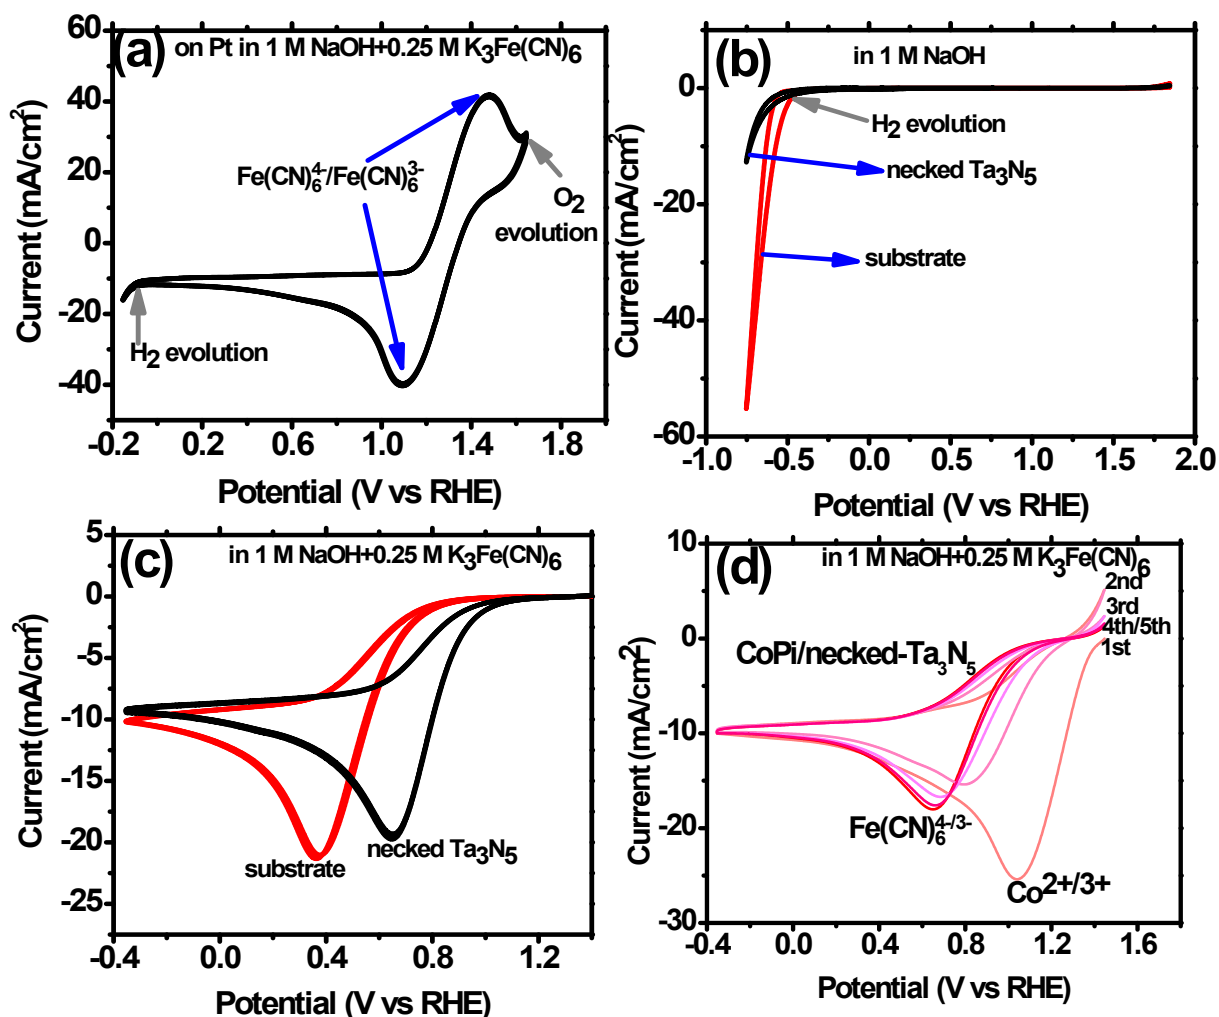 (a) on Pt in 1 M NaOH+0.25 M K3Fe(CN)6
60
40
20
0
-20
-40
Current (mA/cm2)
Fe(CN)6^4-/Fe(CN)6^3-
O2
evolution
H2 evolution
-0.2 0.2 0.6 1.0 1.4 1.8
Potential (V vs RHE)
(b) in 1 M NaOH
0
-20
-40
-60
Current (mA/cm2)
H2 evolution
necked Ta3N5
substrate
-1.0 -0.5 0.0 0.5 1.0 1.5 2.0
Potential (V vs RHE)
(c) in 1 M NaOH+0.25 M K3Fe(CN)6
5
0
-5
-10
-15
-20
-25
Current (mA/cm2)
substrate
necked Ta3N5
-0.4 0.0 0.4 0.8 1.2
Potential (V vs RHE)
(d) in 1 M NaOH+0.25 M K3Fe(CN)6
10
0
-10
-20
-30
Current (mA/cm2)
2nd
3rd
4th/5th
1st
CoPi/necked-Ta3N5
Fe(CN)6^4-/3-
Co2+/3+
-0.4 0.0 0.4 0.8 1.2 1.6
Potential (V vs RHE)